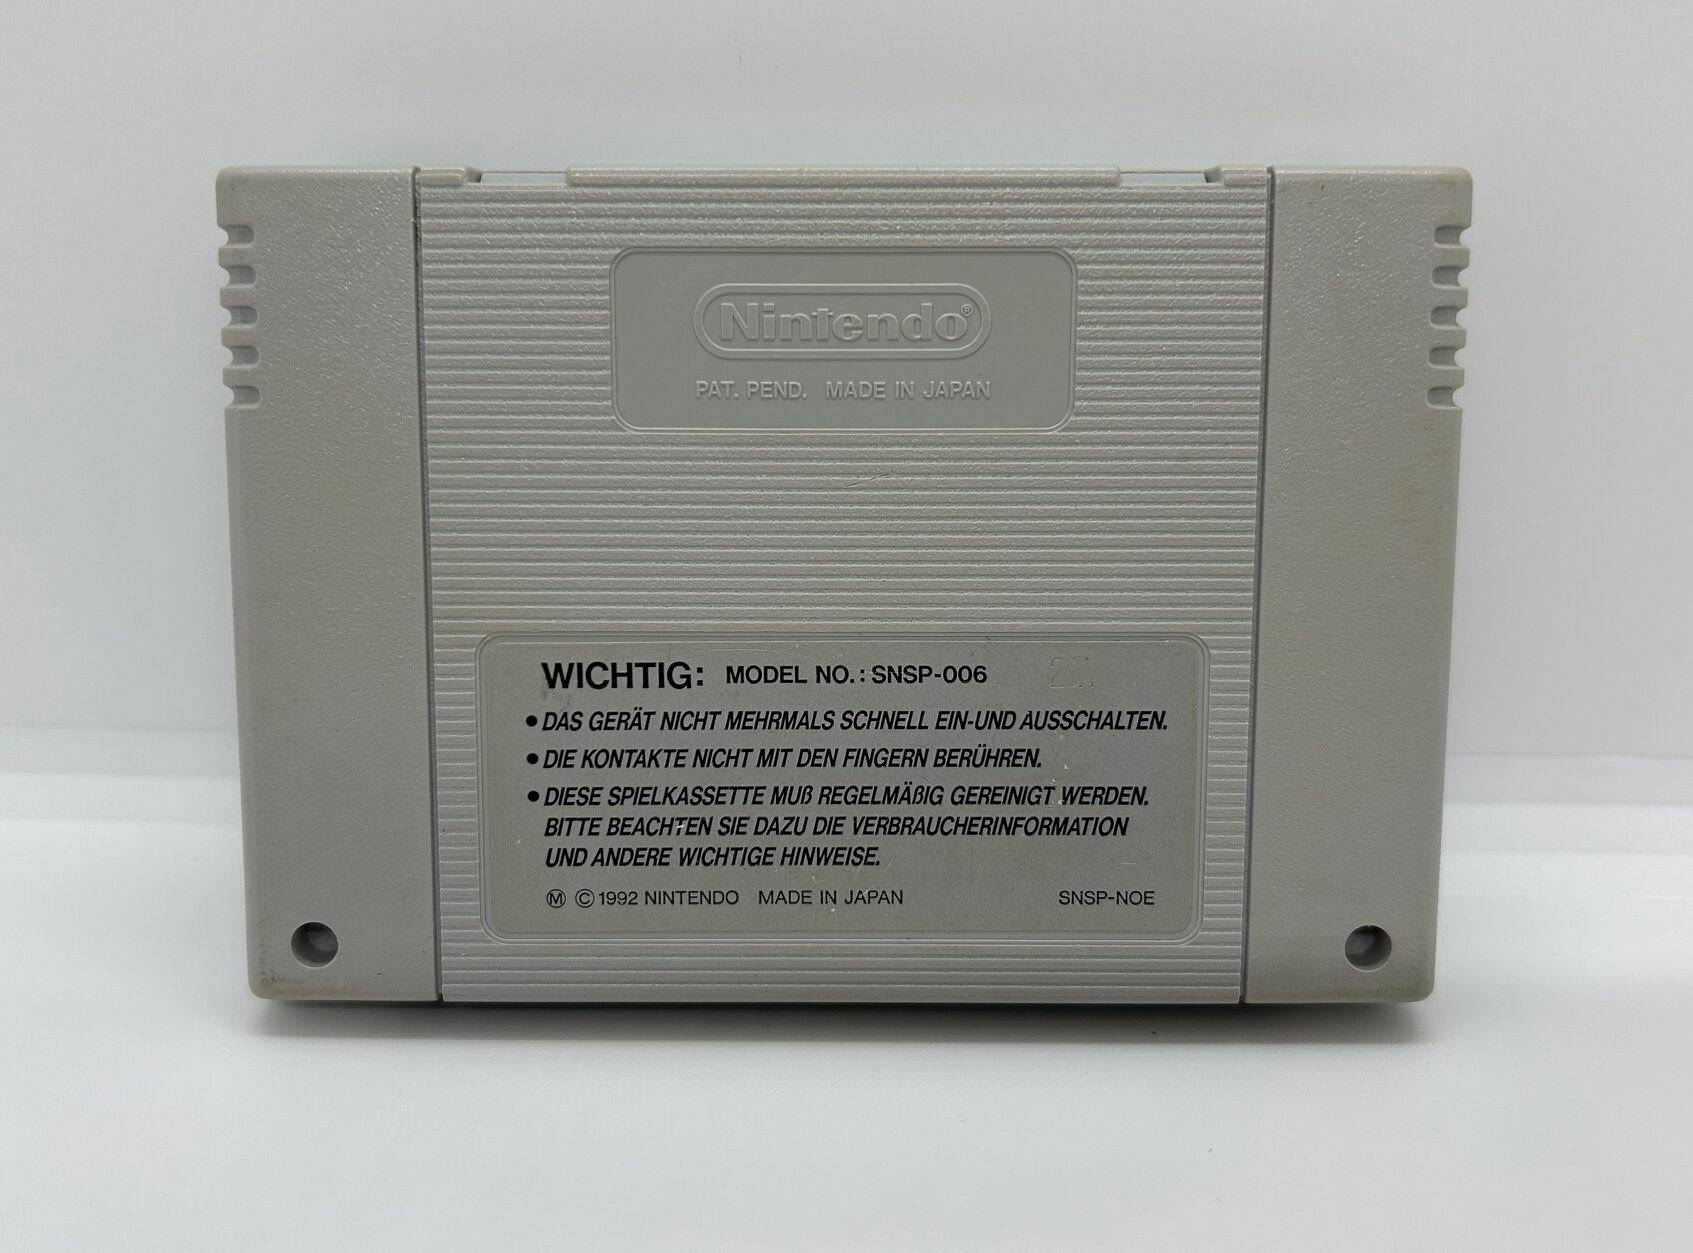 Nintendo®
PAT. PEND. MADE IN JAPAN
WICHTIG: MODEL NO.: SNSP-006
• DAS GERÄT NICHT MEHRMALS SCHNELL EIN-UND AUSSCHALTEN.
• DIE KONTAKTE NICHT MIT DEN FINGERN BERÜHREN.
• DIESE SPIELKASSETTE MUß REGELMÄßIG GEREINIGT WERDEN.
BITTE BEACHTEN SIE DAZU DIE VERBRAUCHERINFORMATION
UND ANDERE WICHTIGE HINWEISE.
Ⓜ © 1992 NINTENDO MADE IN JAPAN SNSP-NOE